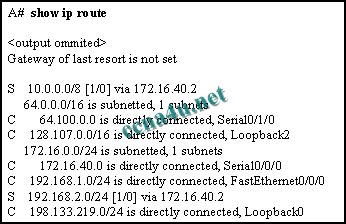 A# show ip route
<output ommited>
Gateway of last resort is not set
S 10.0.0.0/8 [1/0] via 172.16.40.2
64.0.0.0/16 is subnetted, 1 subnets
C 64.100.0.0 is directly connected, Serial0/1/0
C 128.107.0.0/16 is directly connected, Loopback2
172.16.0.0/24 is subnetted, 1 subnets
C 172.16.40.0 is directly connected, Serial0/0/0
C 192.168.1.0/24 is directly connected, FastEthernet0/0/0
S 192.168.2.0/24 [1/0] via 172.16.40.2
C 198.133.219.0/24 is directly connected, Loopback0
ccna4u.net